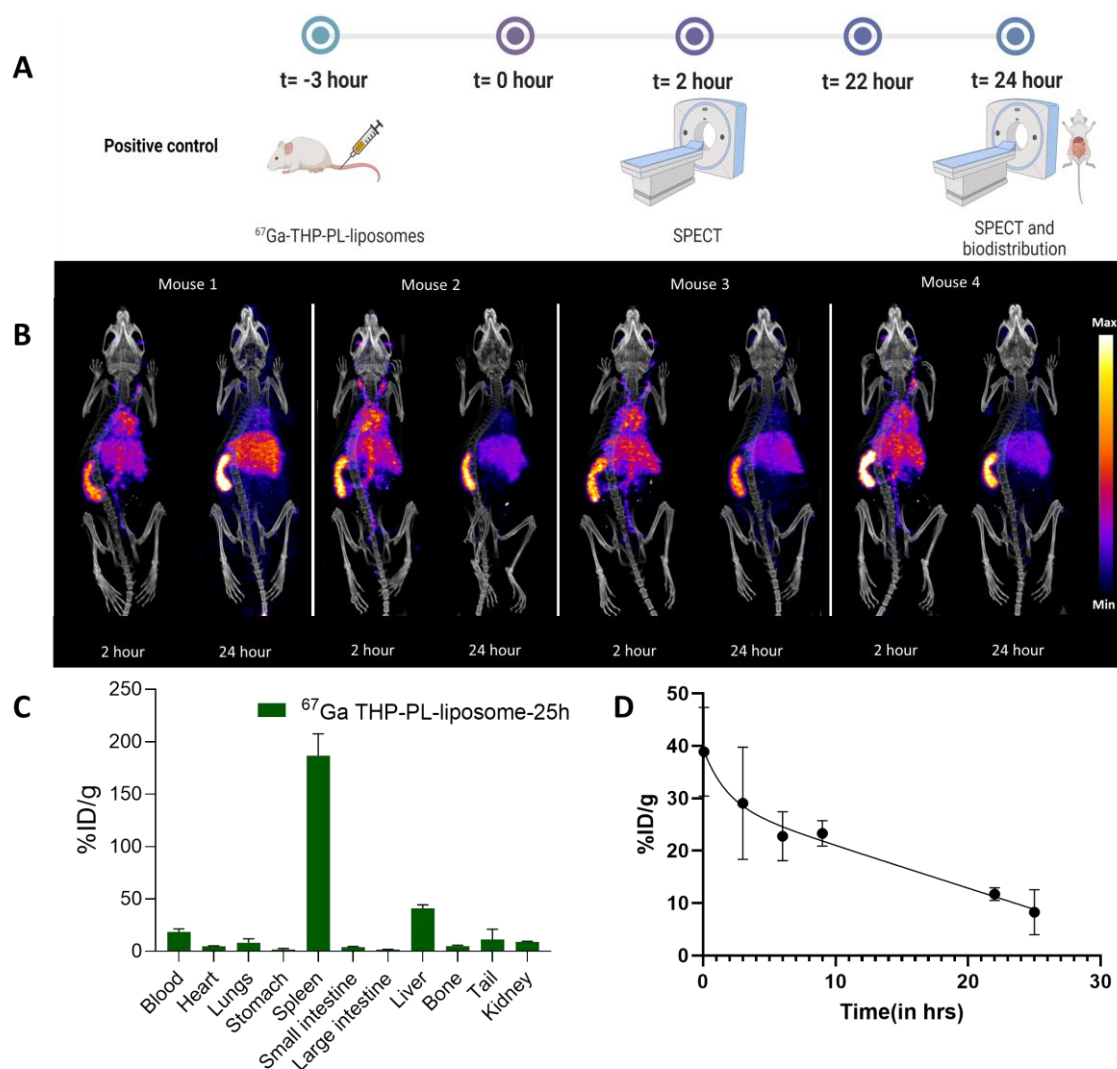 A
t= -3 hour
t= 0 hour
t= 2 hour
t= 22 hour
t= 24 hour
Positive control
⁶⁷Ga-THP-PL-liposomes
SPECT
SPECT and
biodistribution
B
Mouse 1
Mouse 2
Mouse 3
Mouse 4
Max
Min
2 hour
24 hour
2 hour
24 hour
2 hour
24 hour
2 hour
24 hour
C
⁶⁷Ga THP-PL-liposome-25h
%ID/g
250
200
150
100
50
0
Blood
Heart
Lungs
Stomach
Spleen
Small intestine
Large intestine
Liver
Bone
Tail
Kidney
D
%ID/g
50
40
30
20
10
0
0
10
20
30
Time(in hrs)